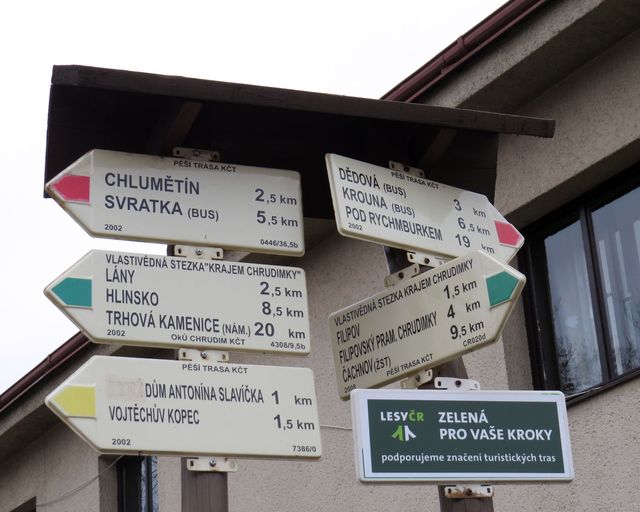 PĚŠÍ TRASA KČT
CHLUMĚTÍN 2,5 km
SVRATKA (BUS) 5,5 km
2002 0446/36,5b
VLASTIVĚDNÁ STEZKA"KRAJEM CHRUDIMKY"
LÁNY 2,5 km
HLINSKO 8,5 km
TRHOVÁ KAMENICE (NÁM.) 20 km
2002 OkÚ CHRUDIM KČT 4308/9,5b
PĚŠÍ TRASA KČT
DŮM ANTONÍNA SLAVÍČKA 1 km
VOJTĚCHŮV KOPEC 1,5 km
2002 7386/0
PĚŠÍ TRASA KČT
DĚDOVÁ (BUS) 3 km
KROUNA (BUS) 6,5 km
POD RYCHMBURKEM 19 km
2002
VLASTIVĚDNÁ STEZKA KRAJEM CHRUDIMKY
FILIPOV 1,5 km
FILIPOVSKÝ PRAM. CHRUDIMKY 4 km
ČACHNOV (ŽST) 9,5 km
PĚŠÍ TRASA KČT CR020d
LESY ČR
ZELENÁ
PRO VAŠE KROKY
podporujeme značení turistických tras